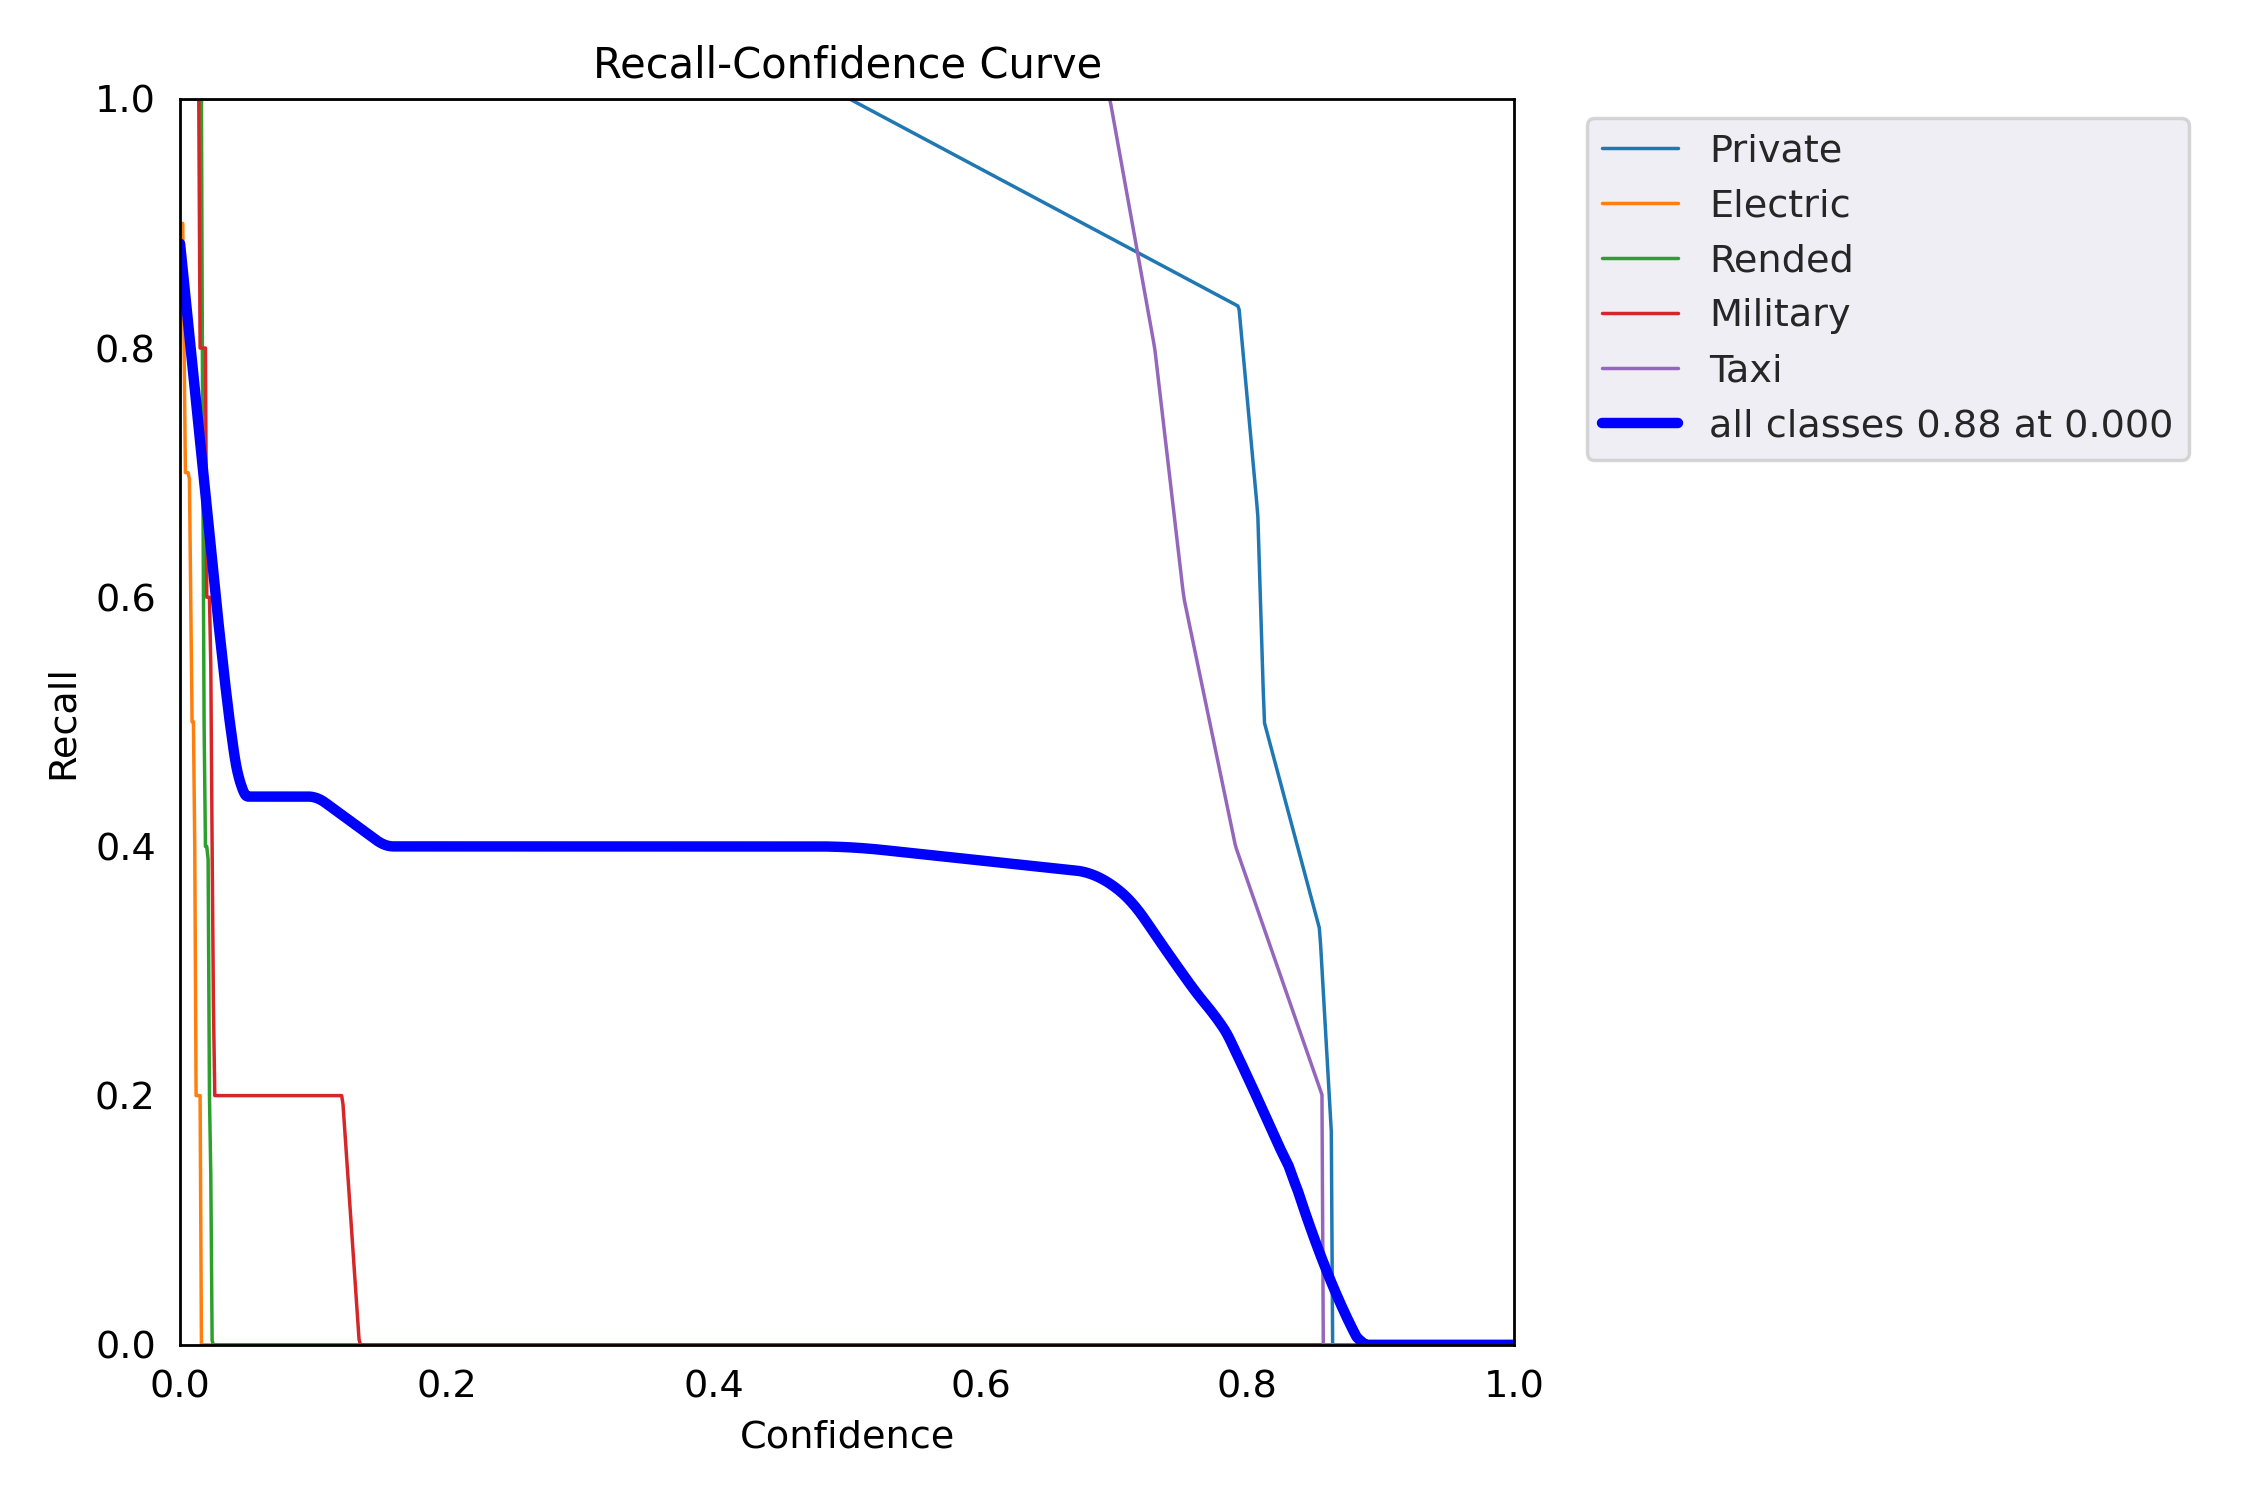 Recall-Confidence Curve
1.0
0.8
0.6
0.4
0.2
0.0
Recall
0.0 0.2 0.4 0.6 0.8 1.0
Confidence
Private
Electric
Rended
Military
Taxi
all classes 0.88 at 0.000